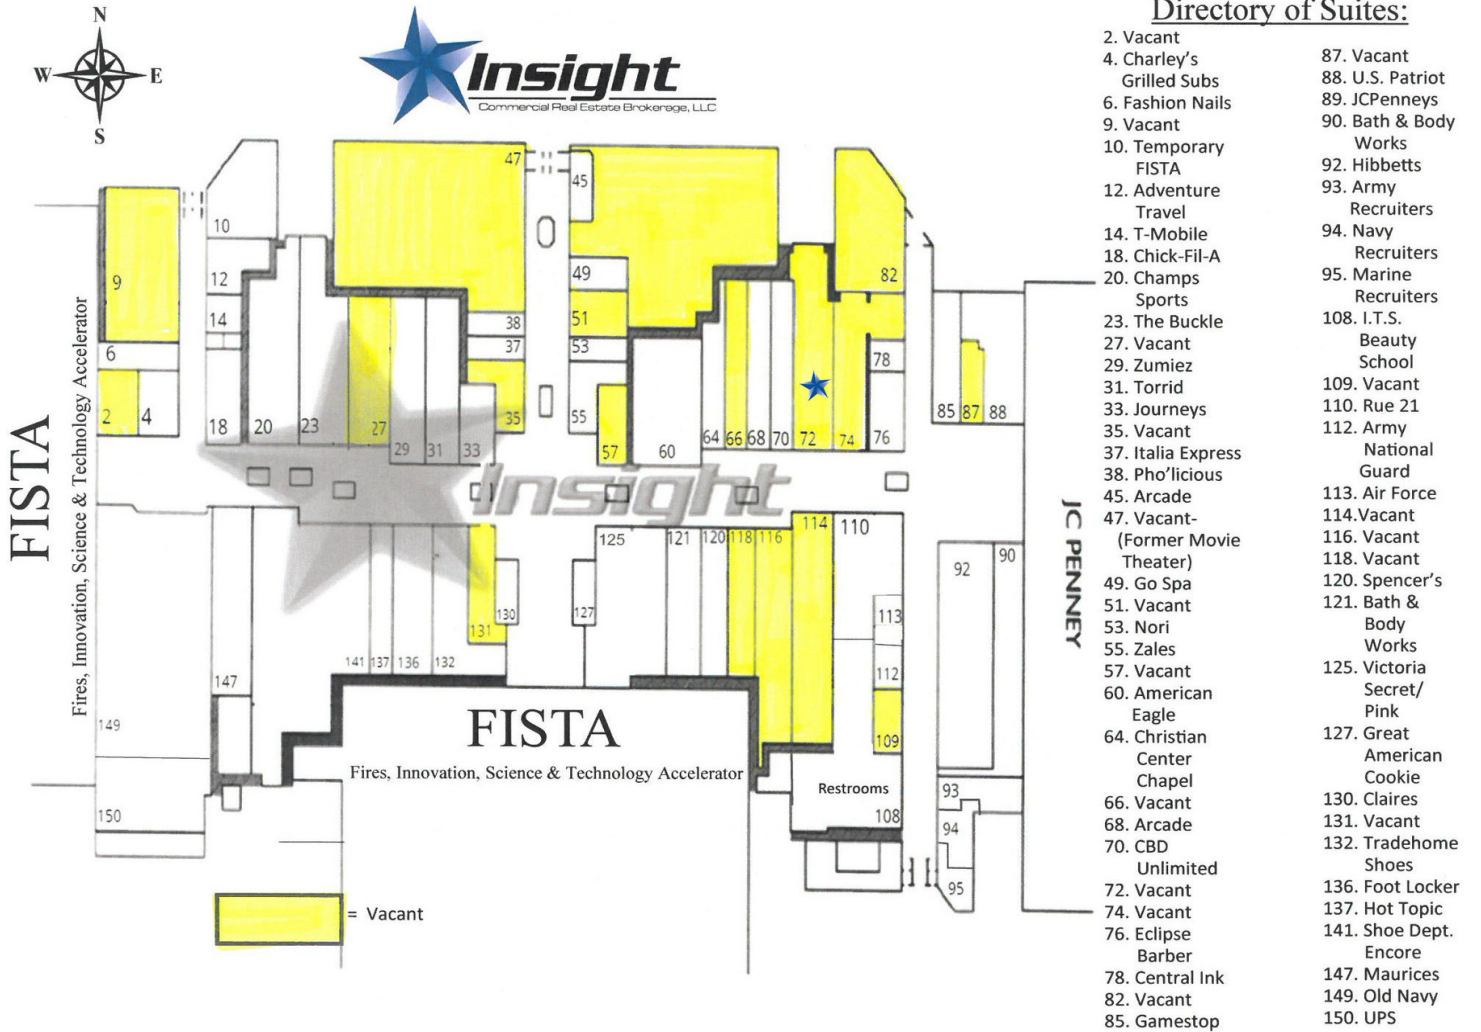 N
W
E
S
Insight
Commercial Real Estate Brokerage, LLC
Directory of Suites:
2. Vacant
4. Charley's
Grilled Subs
6. Fashion Nails
9. Vacant
10. Temporary
FISTA
12. Adventure
Travel
14. T-Mobile
18. Chick-Fil-A
20. Champs
Sports
23. The Buckle
27. Vacant
29. Zumiez
31. Torrid
33. Journeys
35. Vacant
37. Italia Express
38. Pho'licious
45. Arcade
47. Vacant-
(Former Movie
Theater)
49. Go Spa
51. Vacant
53. Nori
55. Zales
57. Vacant
60. American
Eagle
64. Christian
Center
Chapel
66. Vacant
68. Arcade
70. CBD
Unlimited
72. Vacant
74. Vacant
76. Eclipse
Barber
78. Central Ink
82. Vacant
85. Gamestop
87. Vacant
88. U.S. Patriot
89. JCPenneys
90. Bath & Body
Works
92. Hibbetts
93. Army
Recruiters
94. Navy
Recruiters
95. Marine
Recruiters
108. I.T.S.
Beauty
School
109. Vacant
110. Rue 21
112. Army
National
Guard
113. Air Force
114.Vacant
116. Vacant
118. Vacant
120. Spencer's
121. Bath &
Body
Works
125. Victoria
Secret/
Pink
127. Great
American
Cookie
130. Claires
131. Vacant
132. Tradehome
Shoes
136. Foot Locker
137. Hot Topic
141. Shoe Dept.
Encore
147. Maurices
149. Old Navy
150. UPS
FISTA
Fires, Innovation, Science & Technology Accelerator
9
6
2
4
10
12
14
18
20
23
27
29
31
33
47
38
37
35
45
49
51
53
55
57
60
64
66
68
70
72
74
76
78
82
85
87
88
Insight
JC PENNEY
149
150
147
141
137
136
132
131
130
127
125
121
120
118
116
114
110
113
112
109
Restrooms
108
92
90
93
94
95
FISTA
Fires, Innovation, Science & Technology Accelerator
= Vacant